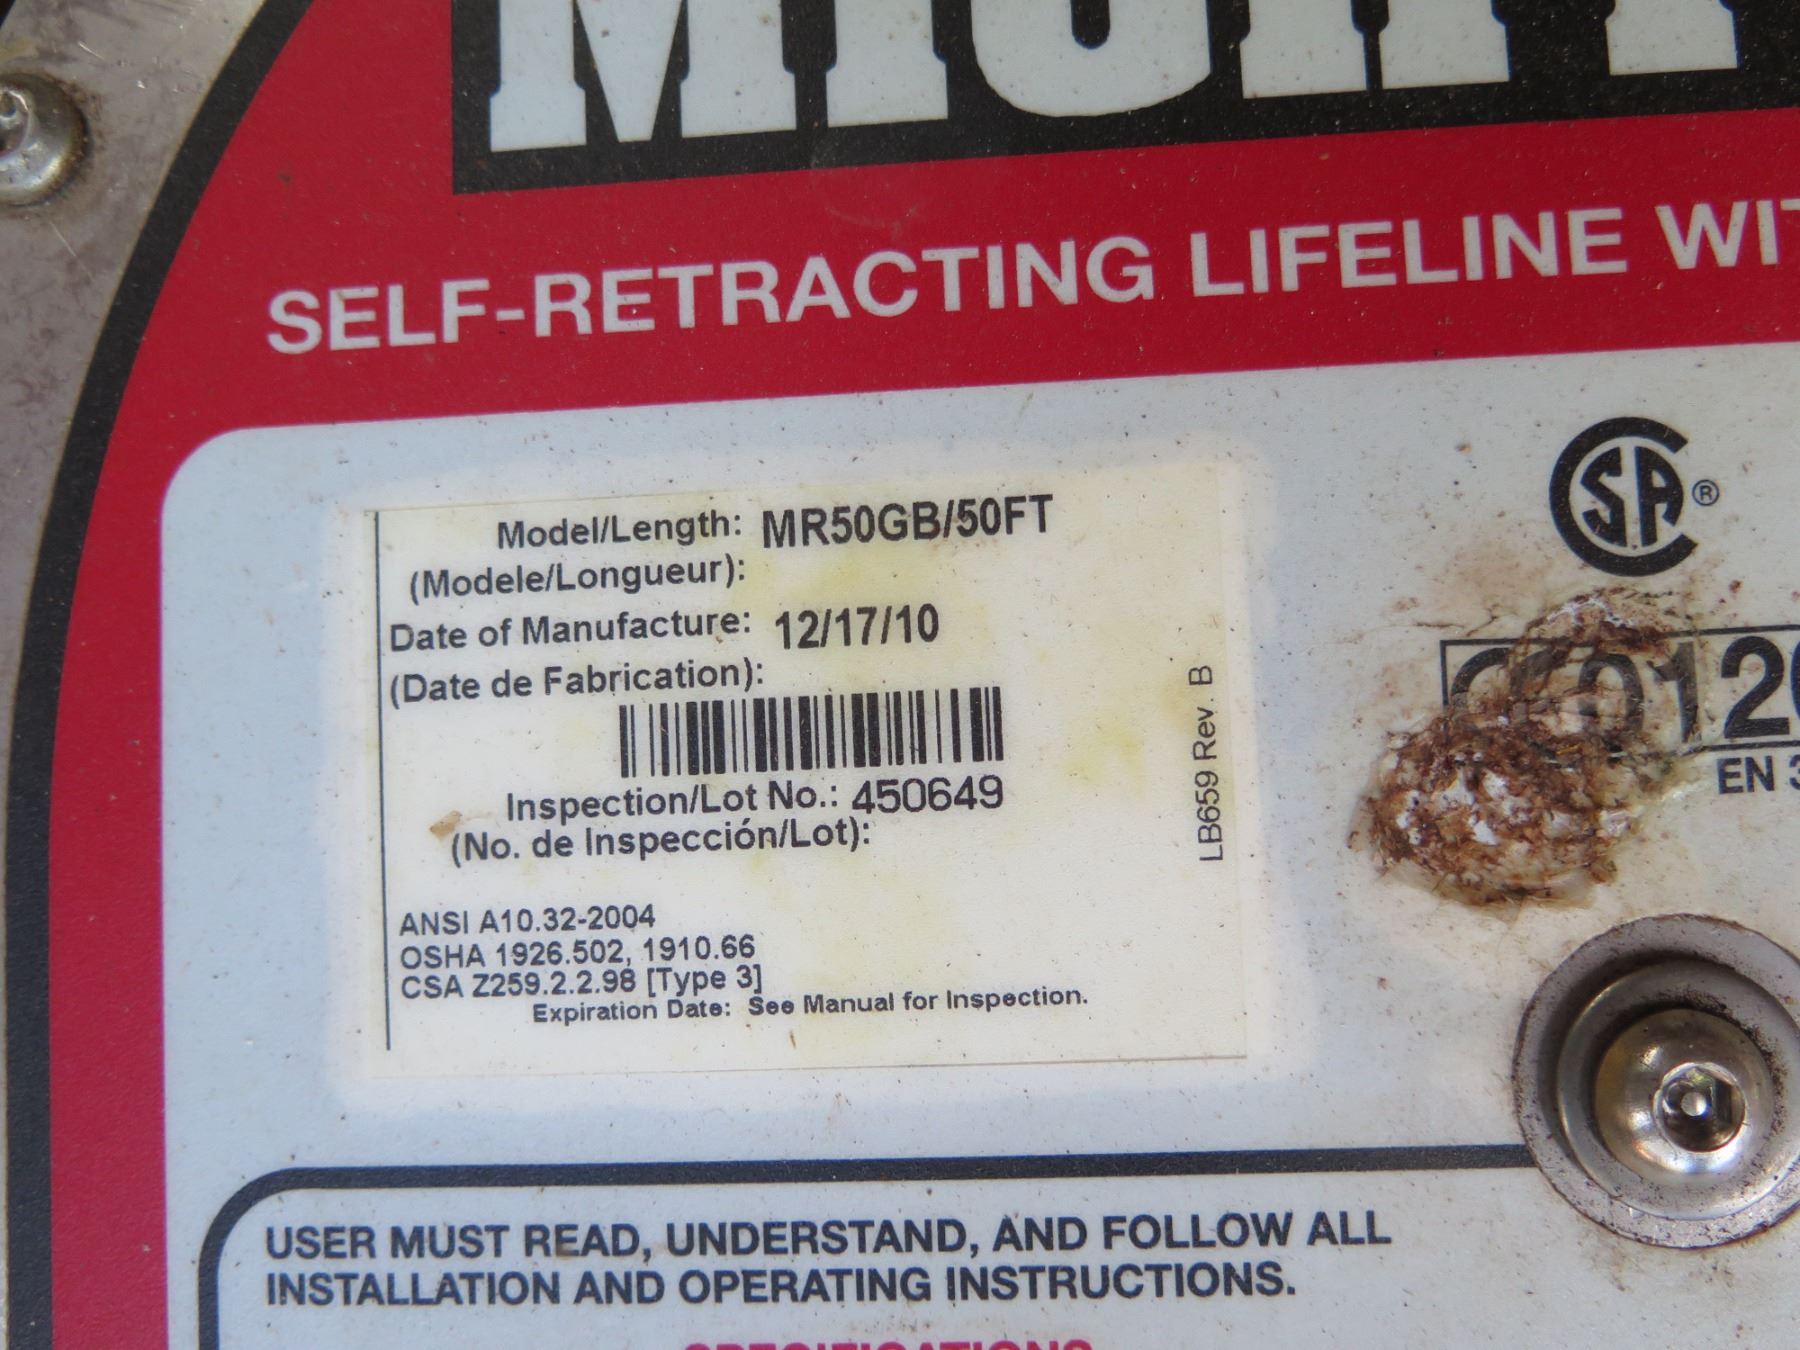 SELF-RETRACTING LIFELINE
CSA ®
Model/Length: MR50GB/50FT
(Modele/Longueur):
Date of Manufacture: 12/17/10
(Date de Fabrication):
Inspection/Lot No.: 450649
(No. de Inspección/Lot):
LB659 Rev. B
ANSI A10.32-2004
OSHA 1926.502, 1910.66
CSA Z259.2.2.98 [Type 3]
Expiration Date: See Manual for Inspection.
EN
USER MUST READ, UNDERSTAND, AND FOLLOW ALL
INSTALLATION AND OPERATING INSTRUCTIONS.